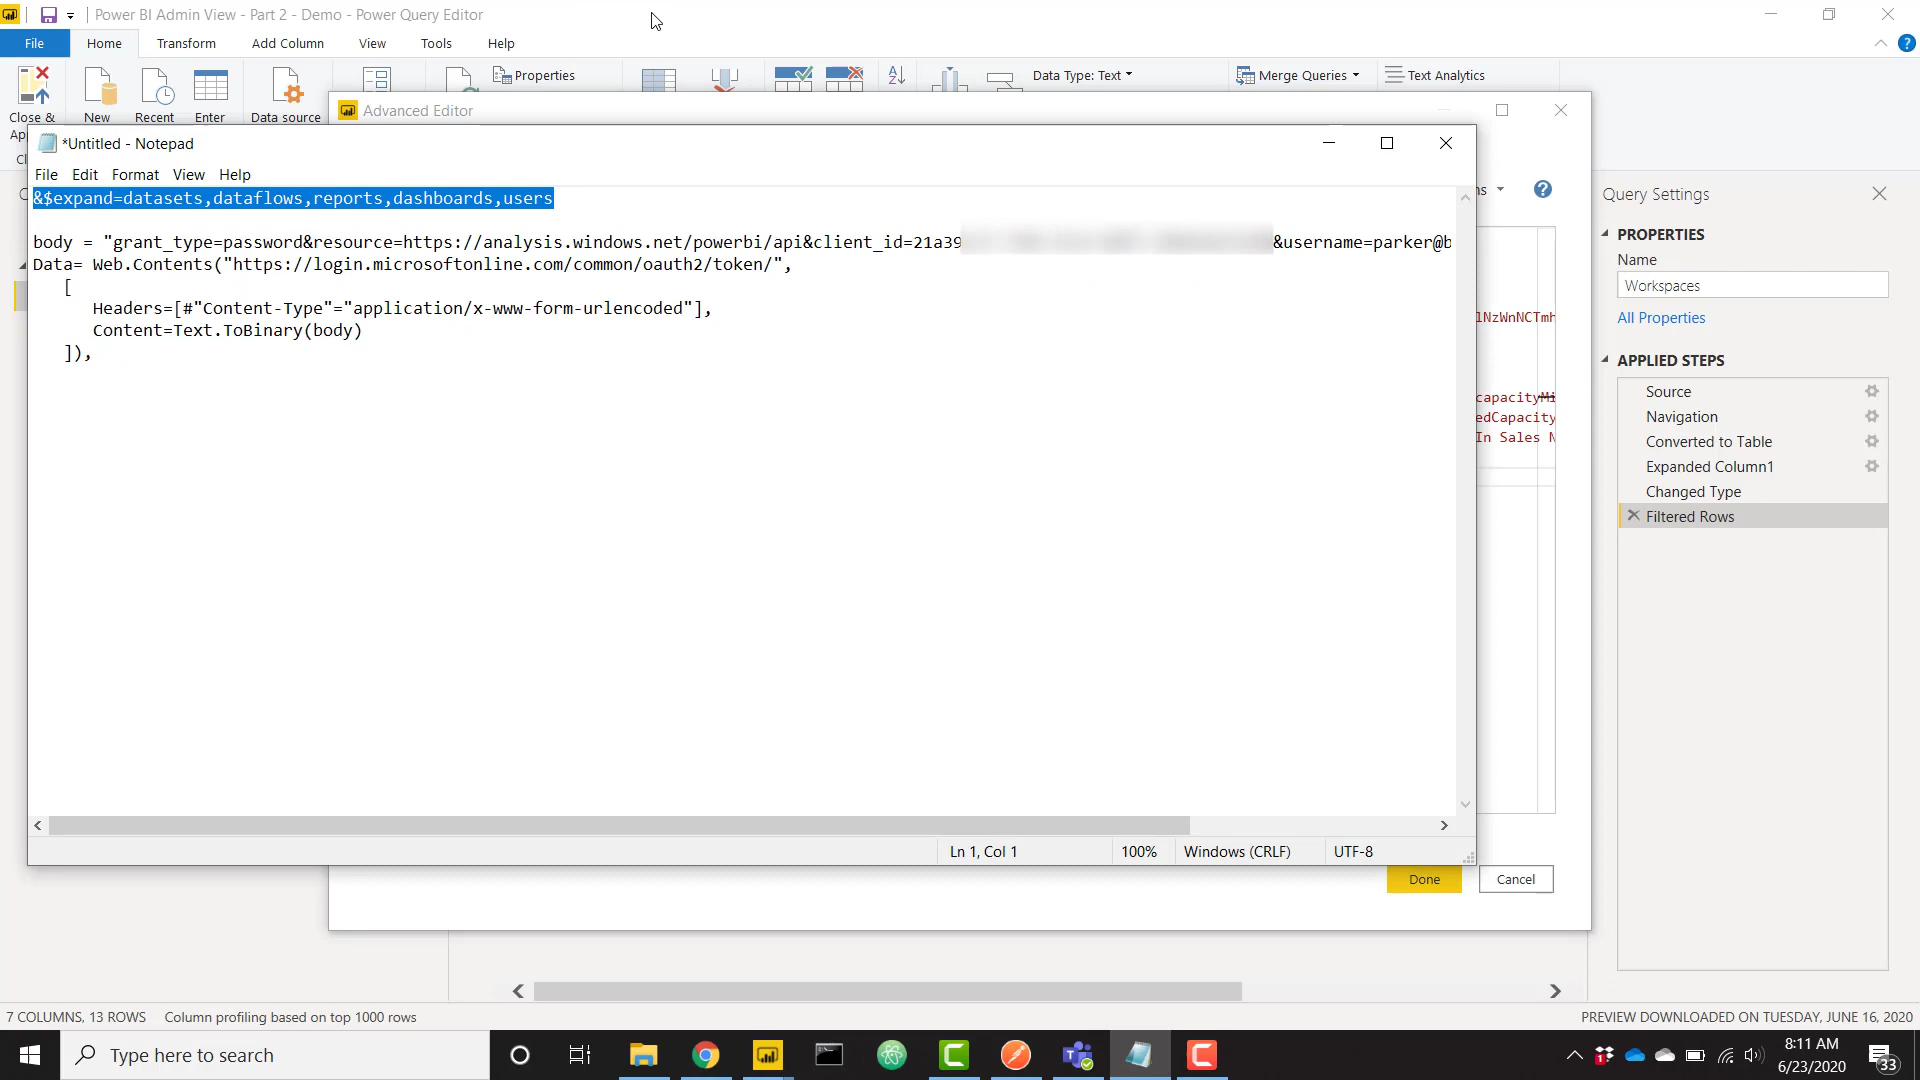 Power BI Admin View - Part 2 - Demo - Power Query Editor
File Home Transform Add Column View Tools Help
Properties
Data Type: Text
Merge Queries
Text Analytics
Close &
New
Recent
Enter
Data source
Advanced Editor
*Untitled - Notepad
File Edit Format View Help
&$expand=datasets,dataflows,reports,dashboards,users
body = "grant_type=password&resource=https://analysis.windows.net/powerbi/api&client_id=21a39
&username=parker@b
Data= Web.Contents("https://login.microsoftonline.com/common/oauth2/token/",
[
Headers=[#"Content-Type"="application/x-www-form-urlencoded"],
Content=Text.ToBinary(body)
]),
Ln 1, Col 1
100%
Windows (CRLF)
UTF-8
lNzWnNCTmh
capacityMi
edCapacity
In Sales N
Done
Cancel
Query Settings
PROPERTIES
Name
Workspaces
All Properties
APPLIED STEPS
Source
Navigation
Converted to Table
Expanded Column1
Changed Type
Filtered Rows
7 COLUMNS, 13 ROWS
Column profiling based on top 1000 rows
PREVIEW DOWNLOADED ON TUESDAY, JUNE 16, 2020
Type here to search
8:11 AM
6/23/2020
33